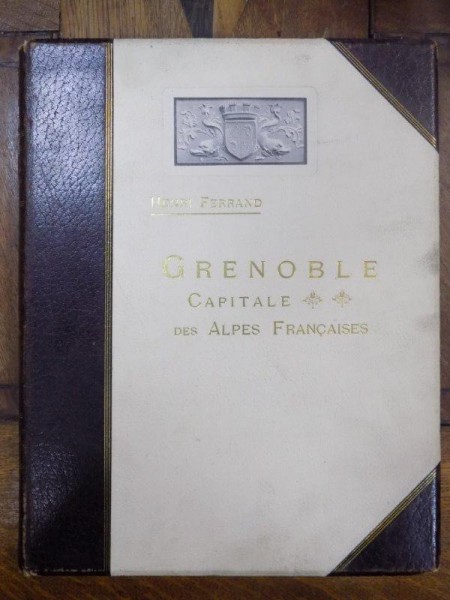 HENRI FERRAND
GRENOBLE
CAPITALE
DES ALPES FRANÇAISES